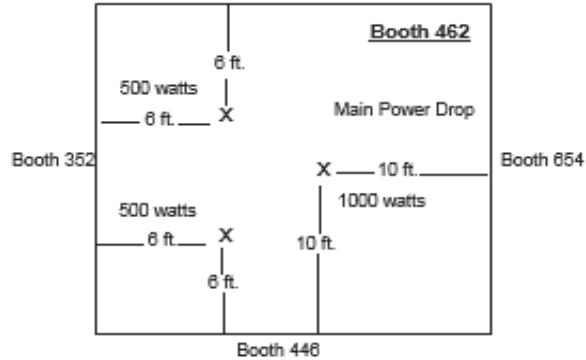 Booth 462
6 ft.
500 watts
6 ft.
X
Main Power Drop
Booth 352
X
10 ft.
Booth 654
1000 watts
500 watts
X
6 ft.
10 ft.
6 ft.
Booth 446